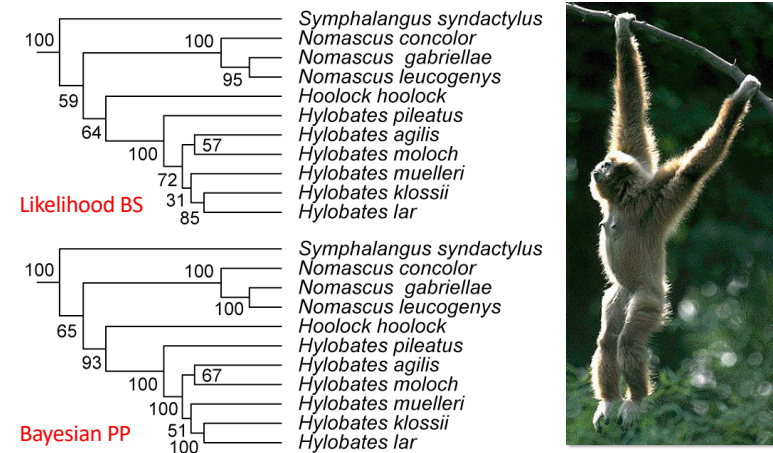 Symphalangus syndactylus
100
100
Nomascus concolor
Nomascus gabriellae
95
Nomascus leucogenys
59
Hoolock hoolock
64
Hylobates pileatus
100
Hylobates agilis
57
Hylobates moloch
72
Hylobates muelleri
31
Hylobates klossii
85
Hylobates lar
Likelihood BS
Symphalangus syndactylus
100
100
Nomascus concolor
Nomascus gabriellae
100
Nomascus leucogenys
65
Hoolock hoolock
93
Hylobates pileatus
100
Hylobates agilis
67
Hylobates moloch
100
Hylobates muelleri
51
Hylobates klossii
100
Hylobates lar
Bayesian PP